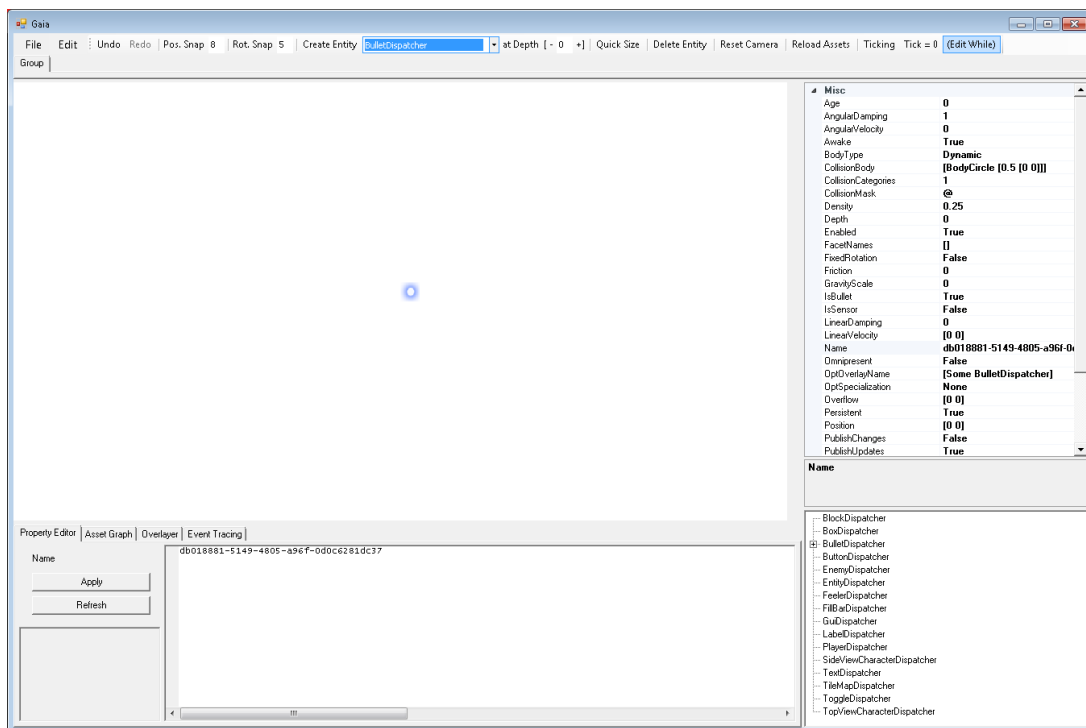 Gaia
File Edit Undo Redo Pos. Snap 8 Rot. Snap 5 Create Entity BulletDispatcher at Depth [ - 0 +] Quick Size Delete Entity Reset Camera Reload Assets Ticking Tick = 0 (Edit While)
Group
Misc
Age 0
AngularDamping 1
AngularVelocity 0
Awake True
BodyType Dynamic
CollisionBody [BodyCircle [0.5 [0 0]]]
CollisionCategories 1
CollisionMask @
Density 0.25
Depth 0
Enabled True
FacetNames []
FixedRotation False
Friction 0
GravityScale 0
IsBullet True
IsSensor False
LinearDamping 0
LinearVelocity [0 0]
Name db018881-5149-4805-a96f-0d
Omnipresent False
OptOverlayName [Some BulletDispatcher]
OptSpecialization None
Overflow [0 0]
Persistent True
Position [0 0]
PublishChanges False
PublishUpdates True
Name
Property Editor Asset Graph Overlayer Event Tracing
Name
Apply
Refresh
db018881-5149-4805-a96f-0d0c6281dc37
BlockDispatcher
BoxDispatcher
BulletDispatcher
ButtonDispatcher
EnemyDispatcher
EntityDispatcher
FeelerDispatcher
FillBarDispatcher
GuiDispatcher
LabelDispatcher
PlayerDispatcher
SideViewCharacterDispatcher
TextDispatcher
TileMapDispatcher
ToggleDispatcher
TopViewCharacterDispatcher